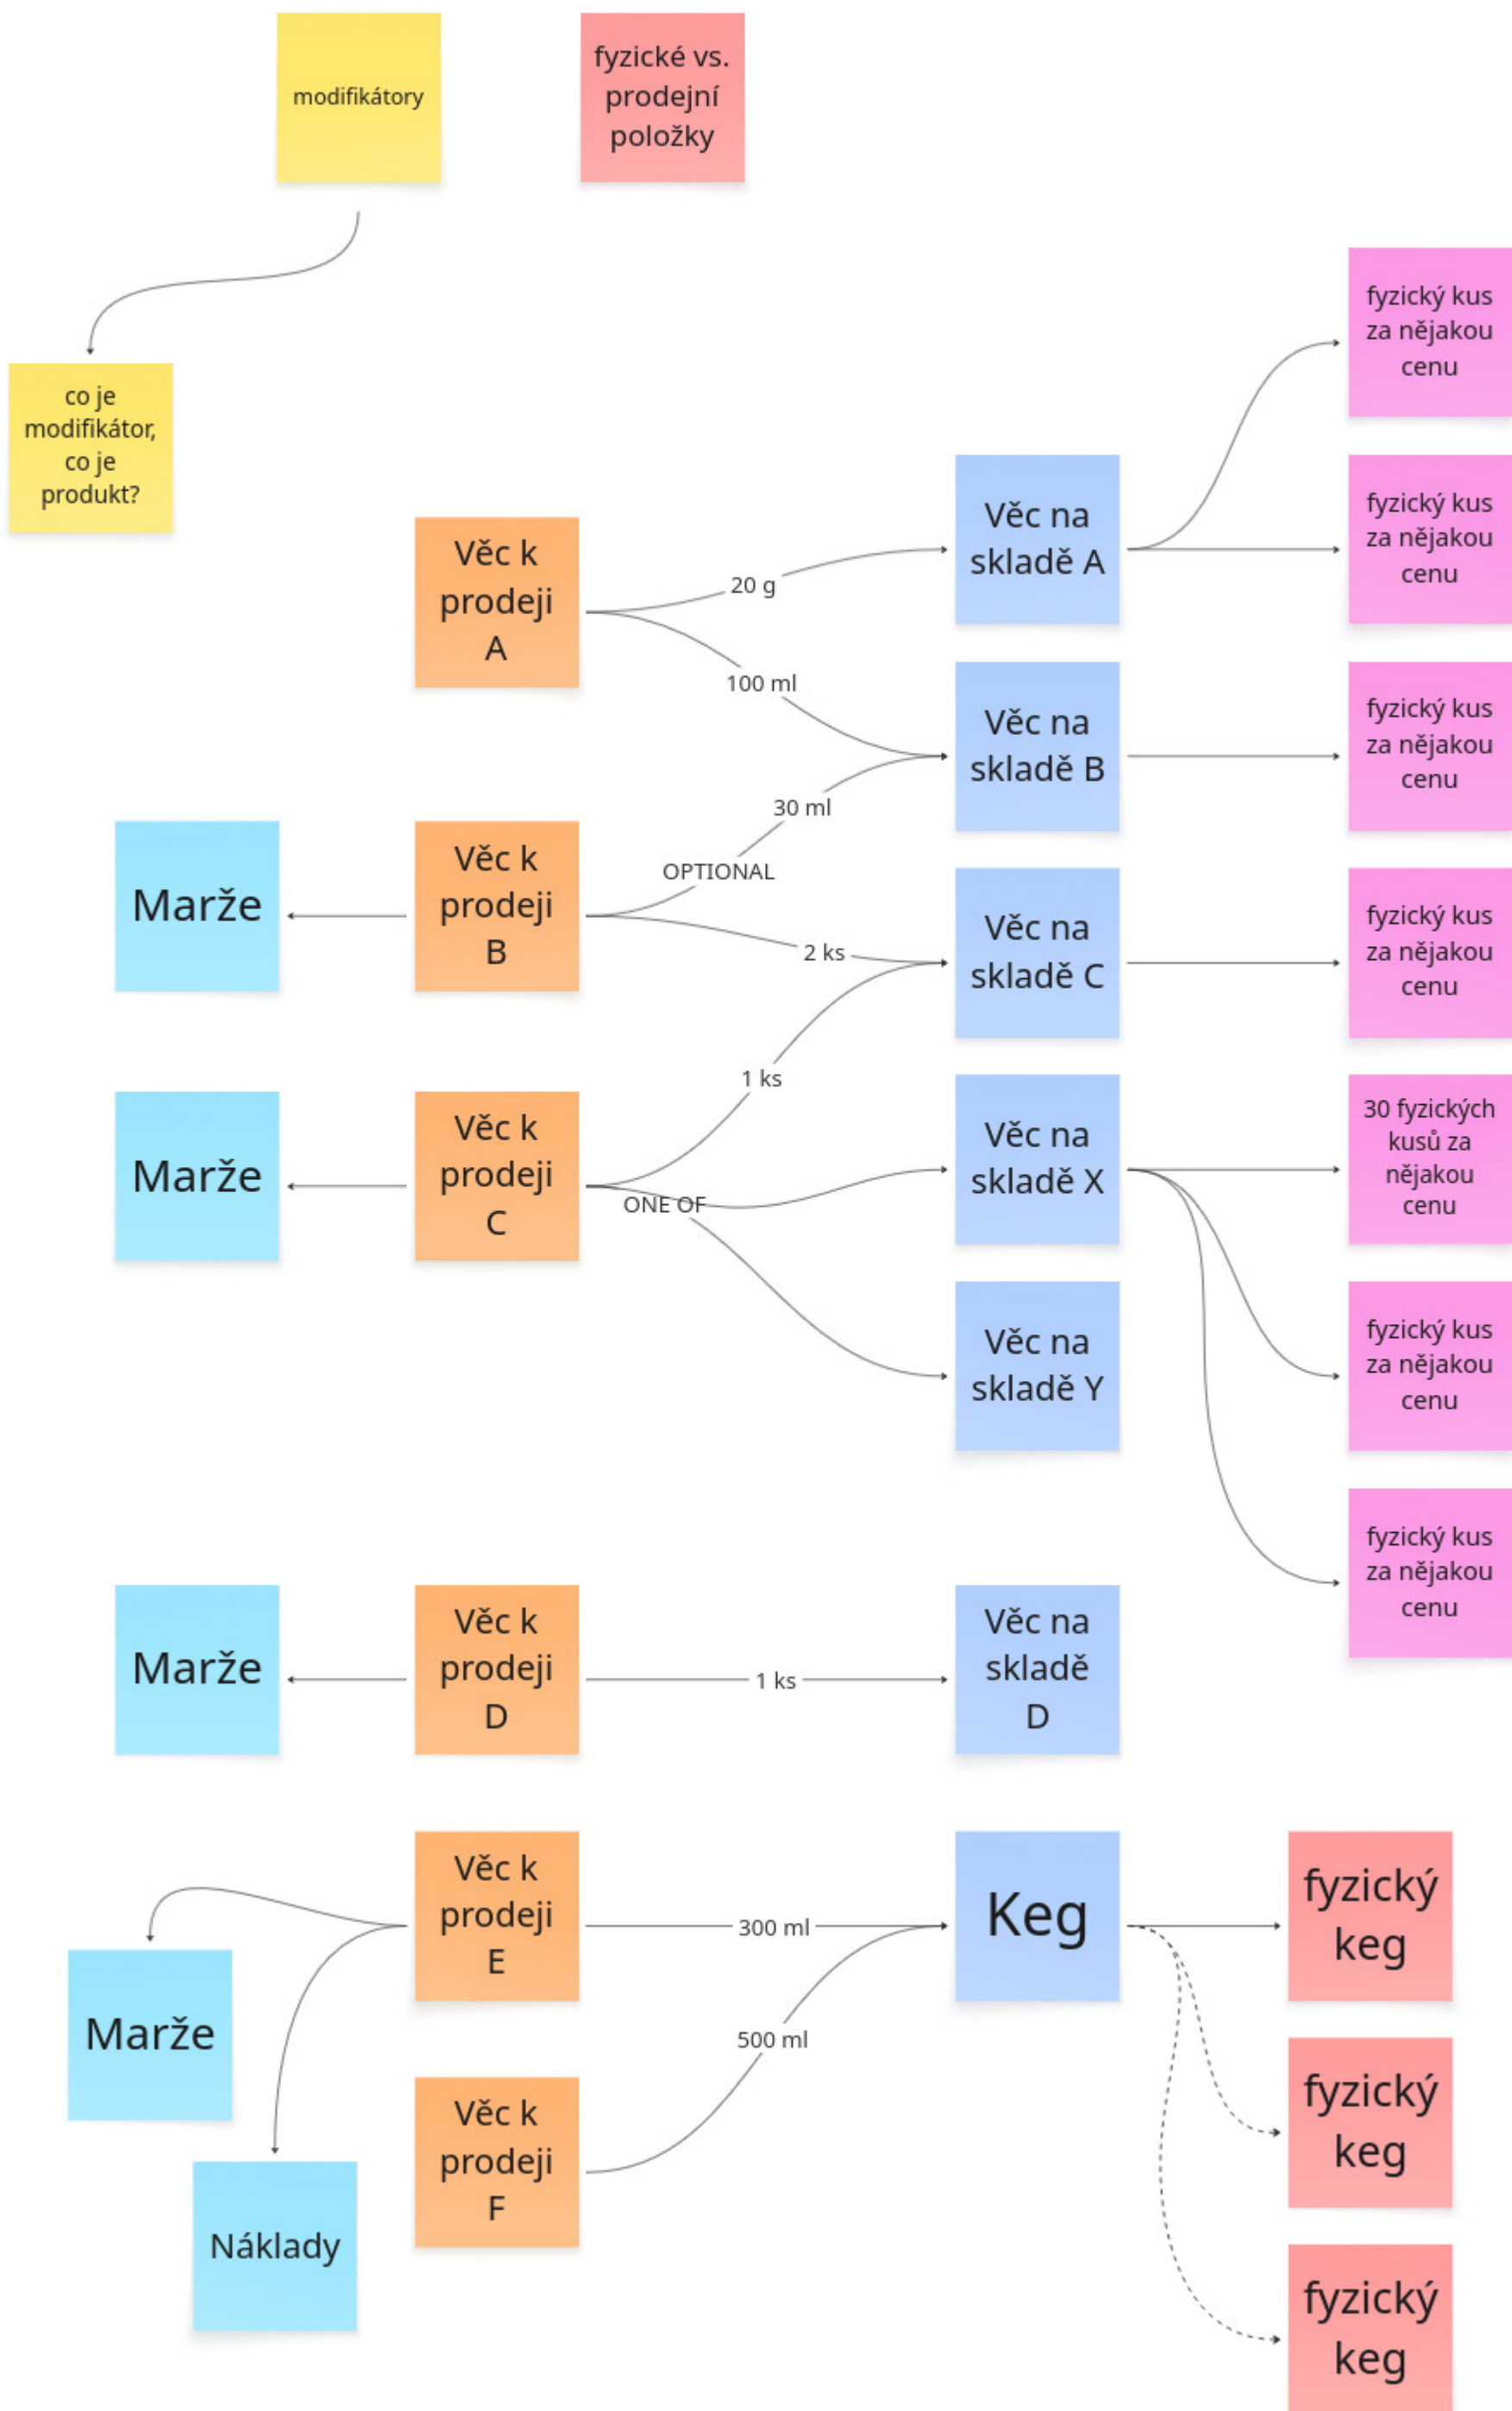 modifikátory
fyzické vs.
prodejní
položky
co je
modifikátor,
co je
produkt?
fyzický kus
za nějakou
cenu
Věc k
prodeji
A
20 g
100 ml
Věc na
skladě A
fyzický kus
za nějakou
cenu
Věc na
skladě B
fyzický kus
za nějakou
cenu
Marže
Věc k
prodeji
B
30 ml
OPTIONAL
2 ks
Věc na
skladě C
fyzický kus
za nějakou
cenu
Marže
Věc k
prodeji
C
1 ks
ONE OF
Věc na
skladě X
30 fyzických
kusů za
nějakou
cenu
Věc na
skladě Y
fyzický kus
za nějakou
cenu
fyzický kus
za nějakou
cenu
Marže
Věc k
prodeji
D
1 ks
Věc na
skladě
D
Věc k
prodeji
E
300 ml
Keg
fyzický
keg
Marže
500 ml
fyzický
keg
Věc k
prodeji
F
Náklady
fyzický
keg